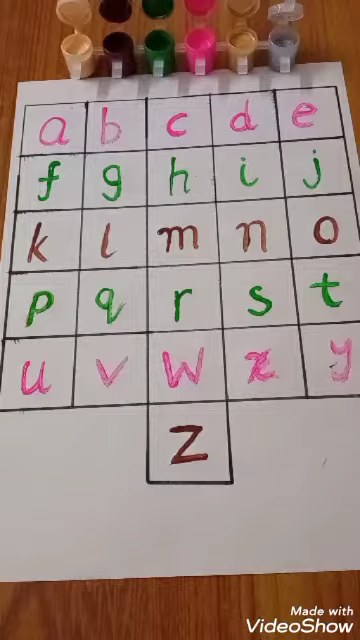 a b c d e
f g h i j
k l m n o
p q r s t
u v w x y
z
Made with
VideoShow